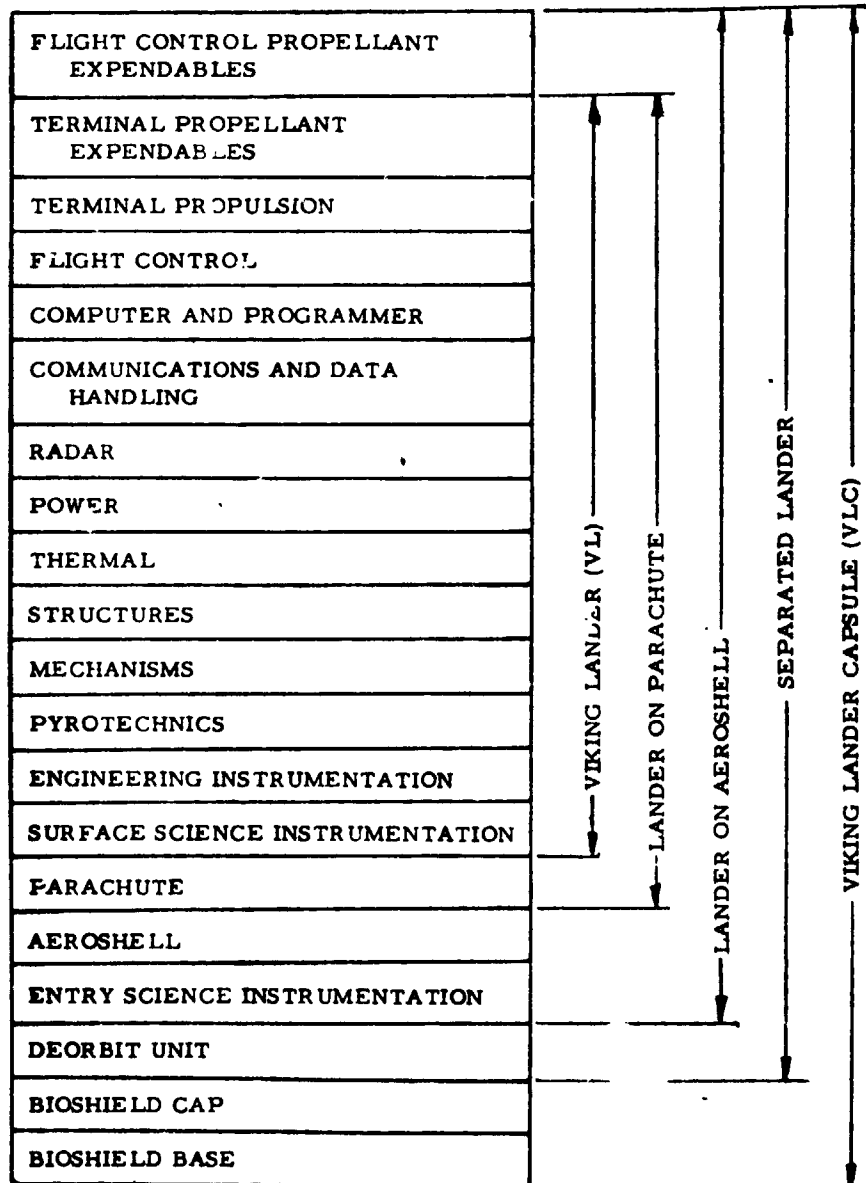 FLIGHT CONTROL PROPELLANT
EXPENDABLES
TERMINAL PROPELLANT
EXPENDABLES
TERMINAL PROPULSION
FLIGHT CONTROL
COMPUTER AND PROGRAMMER
COMMUNICATIONS AND DATA
HANDLING
RADAR
POWER
THERMAL
STRUCTURES
MECHANISMS
PYROTECHNICS
ENGINEERING INSTRUMENTATION
SURFACE SCIENCE INSTRUMENTATION
PARACHUTE
AEROSHELL
ENTRY SCIENCE INSTRUMENTATION
DEORBIT UNIT
BIOSHIELD CAP
BIOSHIELD BASE
VIKING LANDER (VL)
LANDER ON PARACHUTE
LANDER ON AEROSHELL
SEPARATED LANDER
VIKING LANDER CAPSULE (VLC)